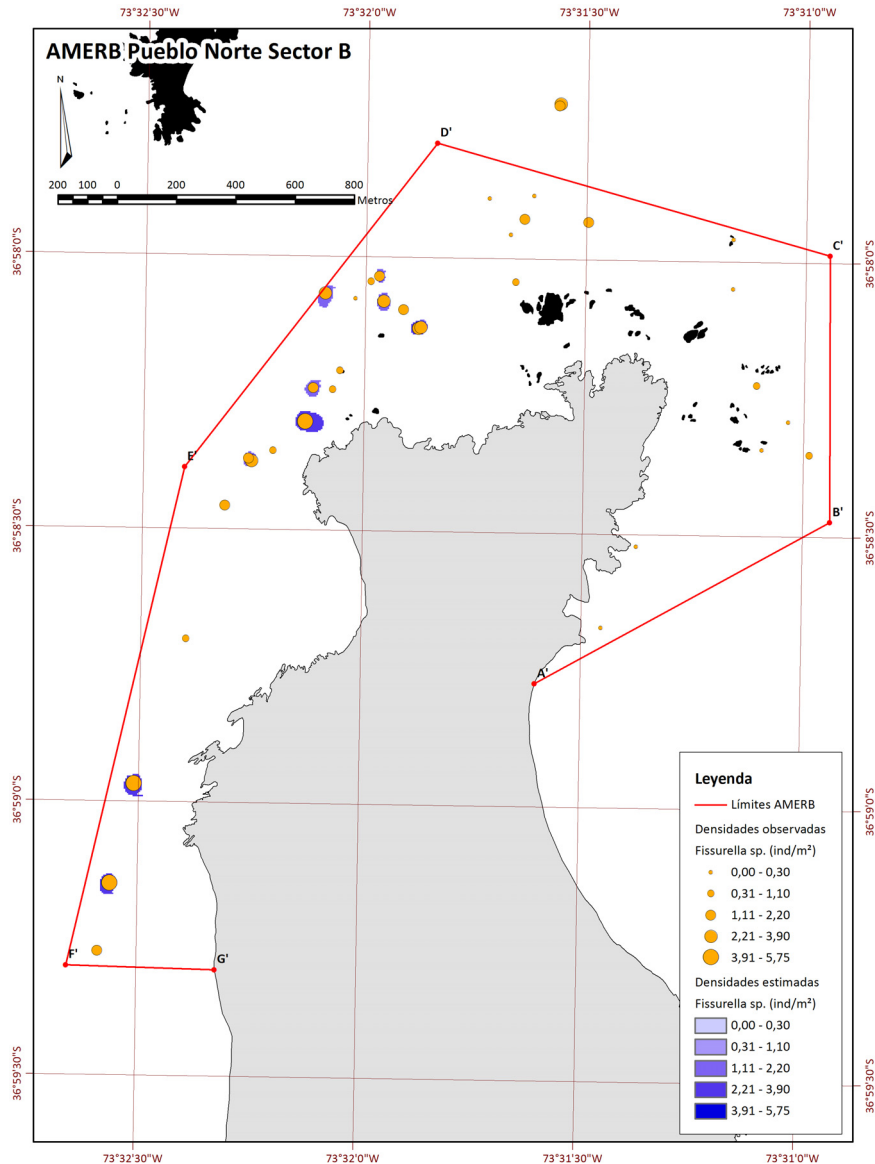 73°32'30"W 73°32'0"W 73°31'30"W 73°31'0"W
AMERB Pueblo Norte Sector B
N
200 100 0 200 400 600 800
Metros
D'
C'
36°58'0"S 36°58'0"S
E'
B'
36°58'30"S 36°58'30"S
A'
36°59'0"S 36°59'0"S
F'
G'
36°59'30"S 36°59'30"S
Leyenda
Límites AMERB
Densidades observadas
Fissurella sp. (ind/m²)
0,00 - 0,30
0,31 - 1,10
1,11 - 2,20
2,21 - 3,90
3,91 - 5,75
Densidades estimadas
Fissurella sp. (ind/m²)
0,00 - 0,30
0,31 - 1,10
1,11 - 2,20
2,21 - 3,90
3,91 - 5,75
73°32'30"W 73°32'0"W 73°31'30"W 73°31'0"W